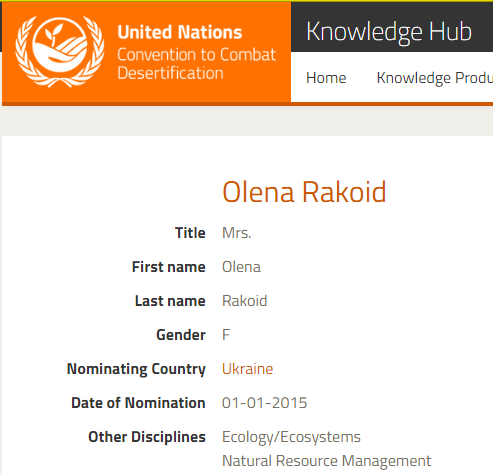 United Nations
Convention to Combat
Desertification
Knowledge Hub
Home Knowledge Produ
Olena Rakoid
Title Mrs.
First name Olena
Last name Rakoid
Gender F
Nominating Country Ukraine
Date of Nomination 01-01-2015
Other Disciplines Ecology/Ecosystems
Natural Resource Management